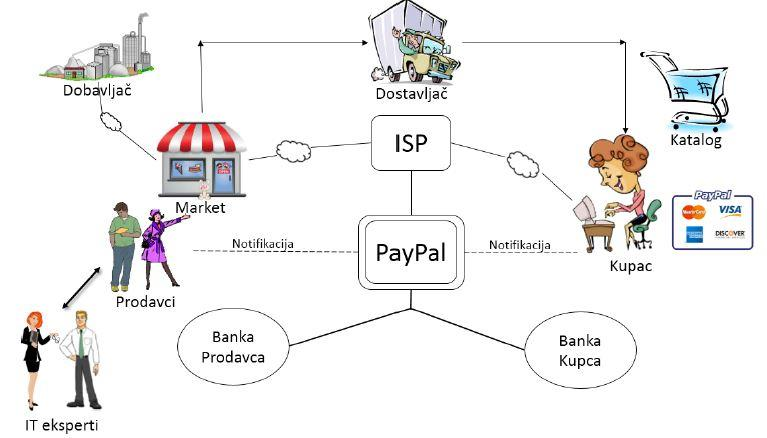 Dobavljač
Dostavljač
Katalog
ISP
Market
PayPal
MasterCard
VISA
DISCOVER
Notifikacija
PayPal
Notifikacija
Kupac
Prodavci
Banka
Prodavca
Banka
Kupca
IT eksperti